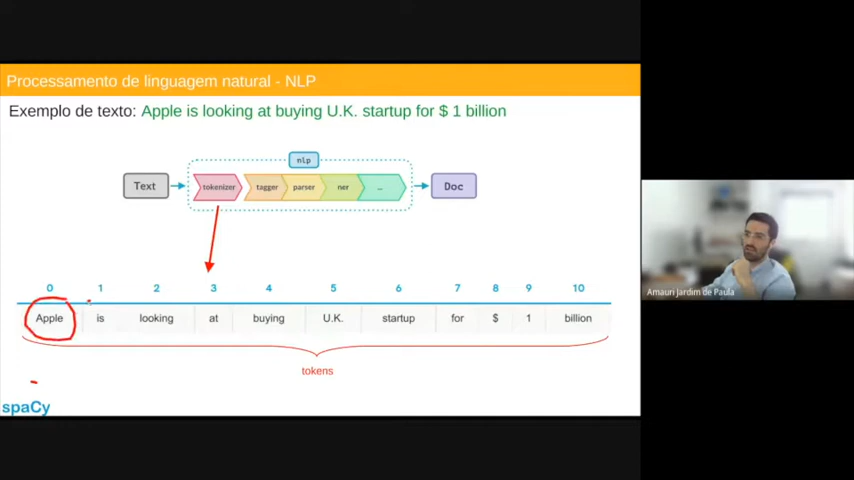 Processamento de linguagem natural - NLP
Exemplo de texto: Apple is looking at buying U.K. startup for $ 1 billion
nlp
Text tokenizer tagger parser ner ... Doc
0 1 2 3 4 5 6 7 8 9 10
Apple is looking at buying U.K. startup for $ 1 billion
tokens
Amauri Jardim de Paula
spaCy